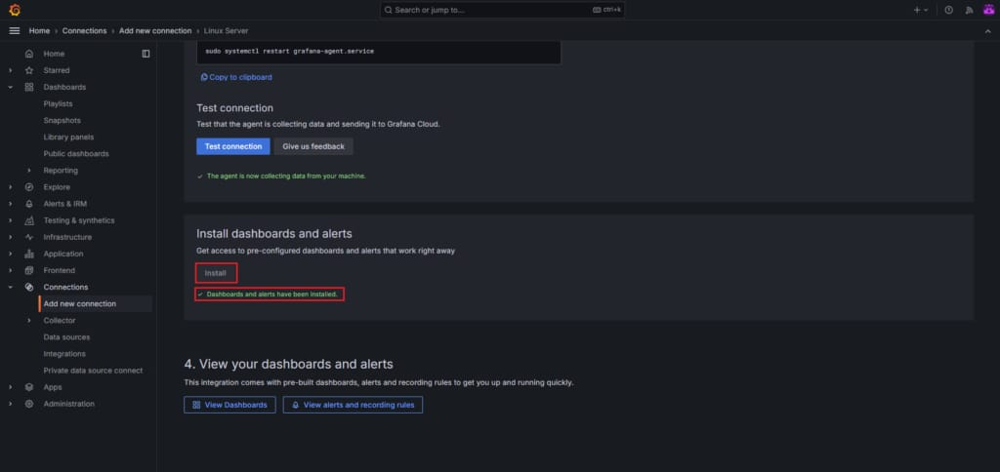 Search or jump to...
ctrl+k
Home › Connections › Add new connection › Linux Server
Home
Starred
Dashboards
Playlists
Snapshots
Library panels
Public dashboards
Reporting
Explore
Alerts & IRM
Testing & synthetics
Infrastructure
Application
Frontend
Connections
Add new connection
Collector
Data sources
Integrations
Private data source connect
Apps
Administration
sudo systemctl restart grafana-agent.service
Copy to clipboard
Test connection
Test that the agent is collecting data and sending it to Grafana Cloud.
Test connection
Give us feedback
The agent is now collecting data from your machine.
Install dashboards and alerts
Get access to pre-configured dashboards and alerts that work right away
Install
Dashboards and alerts have been installed.
4. View your dashboards and alerts
This integration comes with pre-built dashboards, alerts and recording rules to get you up and running quickly.
View Dashboards
View alerts and recording rules